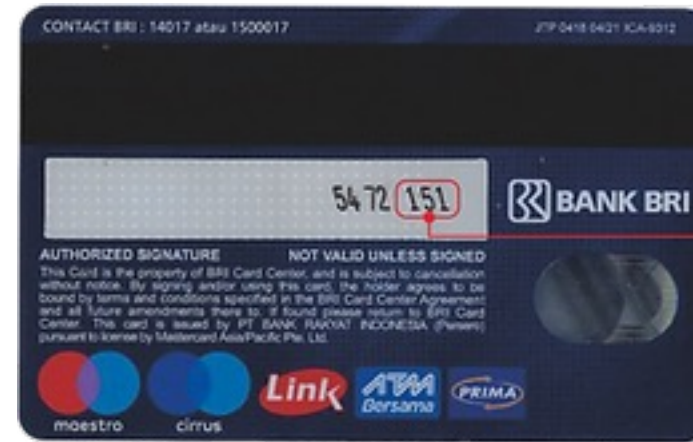 CONTACT BRI : 14017 atau 1500017
JTP 0418 04/21 ICA-9312
5472 151
BANK BRI
AUTHORIZED SIGNATURE NOT VALID UNLESS SIGNED
This Card is the property of BRI Card Center, and is subject to cancellation
without notice. By signing and/or using this card, the holder agrees to be
bound by terms and conditions specified in the BRI Card Center Agreement
and all future amendments there to. If found please return to BRI Card
Center. This card is issued by PT BANK RAKYAT INDONESIA (Persero)
pursuant to license by Mastercard Asia/Pacific Pte. Ltd.
maestro
cirrus
Link
ATM Bersama
PRIMA